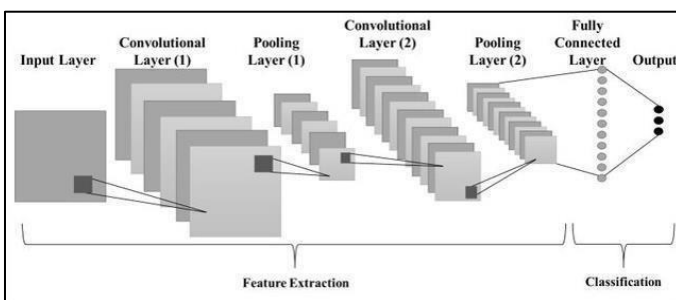 Input Layer
Convolutional
Layer (1)
Pooling
Layer (1)
Convolutional
Layer (2)
Pooling
Layer (2)
Fully
Connected
Layer
Output
Feature Extraction
Classification